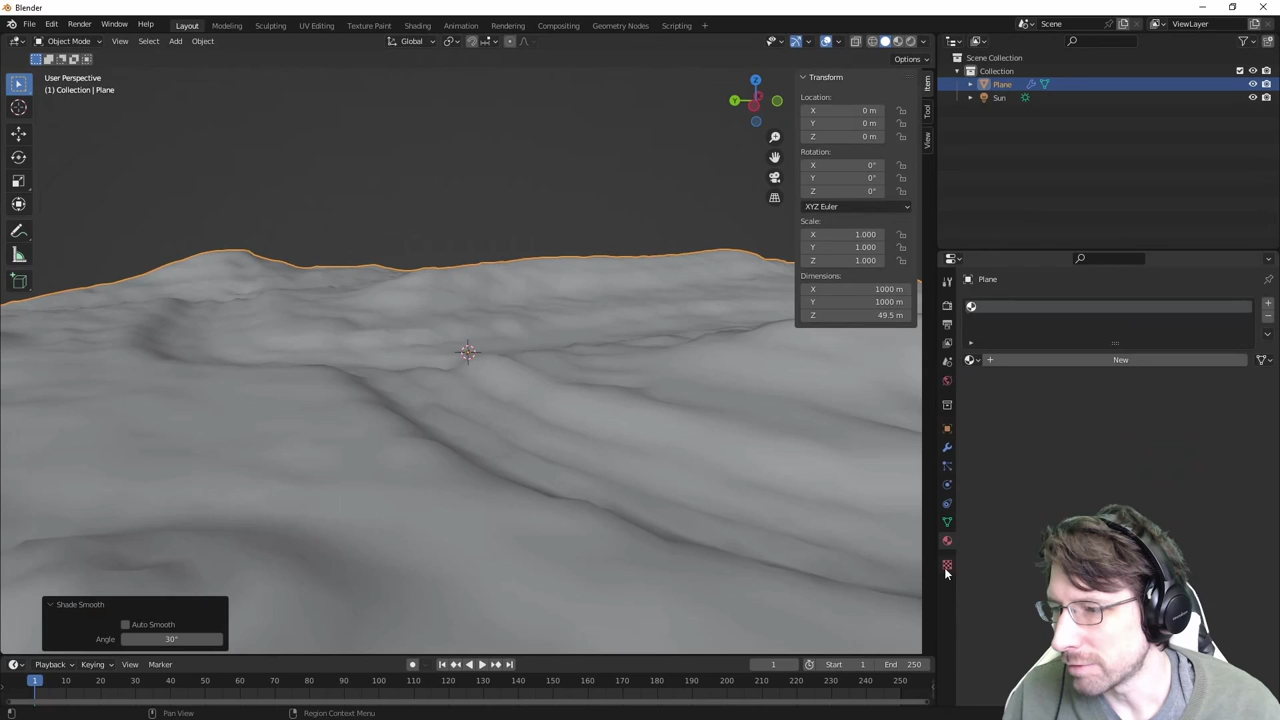 Blender
File Edit Render Window Help
Layout Modeling Sculpting UV Editing Texture Paint Shading Animation Rendering Compositing Geometry Nodes Scripting +
Scene
ViewLayer
Object Mode View Select Add Object
Global
Options
User Perspective
(1) Collection | Plane
Z
Y
Transform
Location:
X 0 m
Y 0 m
Z 0 m
Rotation:
X 0°
Y 0°
Z 0°
XYZ Euler
Scale:
X 1.000
Y 1.000
Z 1.000
Dimensions:
X 1000 m
Y 1000 m
Z 49.5 m
Item
Tool
View
Scene Collection
Collection
Plane
Sun
Plane
New
Shade Smooth
Auto Smooth
Angle 30°
Playback Keying View Marker
1 Start 1 End 250
1 10 20 30 40 50 60 70 80 90 100 110 120 130 140 150 160 170 180 190 200 210 220 230 240 250
Pan View
Region Context Menu